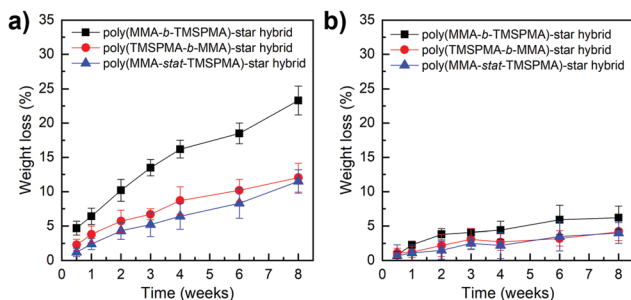 a)
poly(MMA-b-TMSPMA)-star hybrid
poly(TMSPMA-b-MMA)-star hybrid
poly(MMA-stat-TMSPMA)-star hybrid
35
30
25
20
15
10
5
0
Weight loss (%)
0 1 2 3 4 5 6 7 8
Time (weeks)
b)
poly(MMA-b-TMSPMA)-star hybrid
poly(TMSPMA-b-MMA)-star hybrid
poly(MMA-stat-TMSPMA)-star hybrid
35
30
25
20
15
10
5
0
Weight loss (%)
0 1 2 3 4 5 6 7 8
Time (weeks)